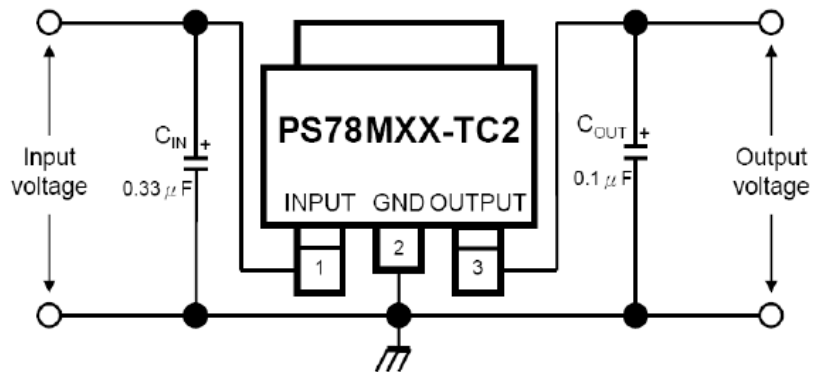 PS78MXX-TC2
C_IN +
0.33 μF
C_OUT +
0.1 μF
Input
voltage
Output
voltage
INPUT GND OUTPUT
1
2
3